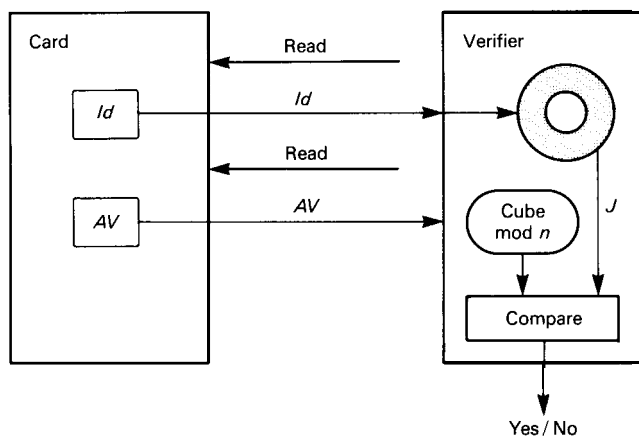 Card
Read
Verifier
Id
Id
Read
AV
AV
Cube
mod n
J
Compare
Yes/No